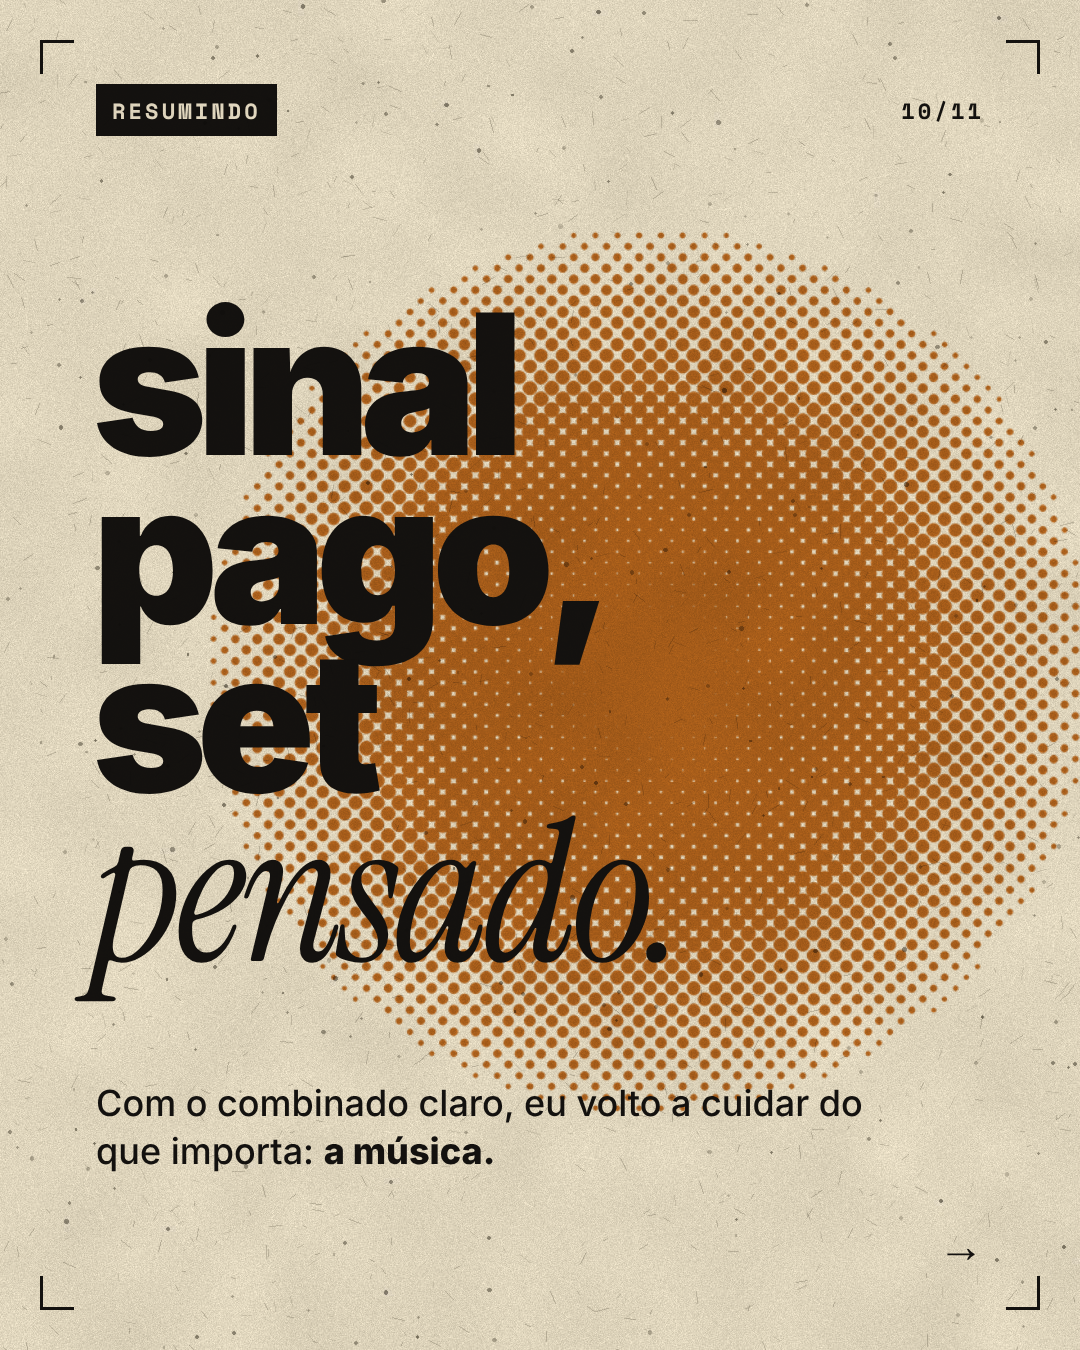 RESUMINDO
10/11
sinal
pago,
set
pensado.
Com o combinado claro, eu volto a cuidar do
que importa: a música.
→